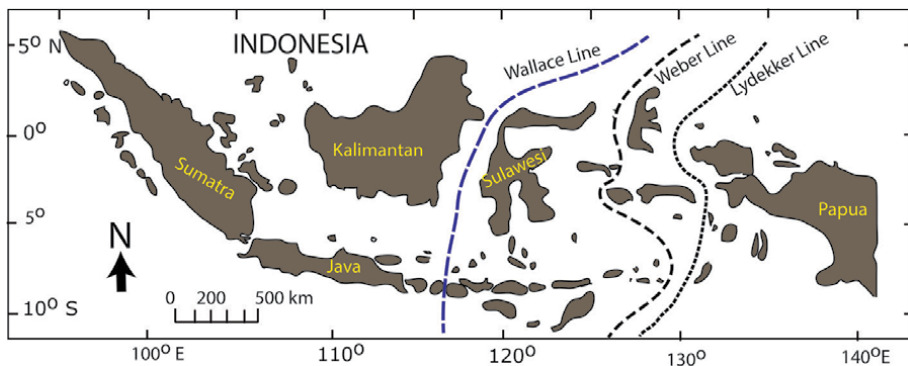 INDONESIA
5° N
0°
5°
10° S
Wallace Line
Weber Line
Lydekker Line
Sumatra
Kalimantan
Sulawesi
Papua
Java
N
0 200 500 km
100° E
110°
120°
130°
140° E